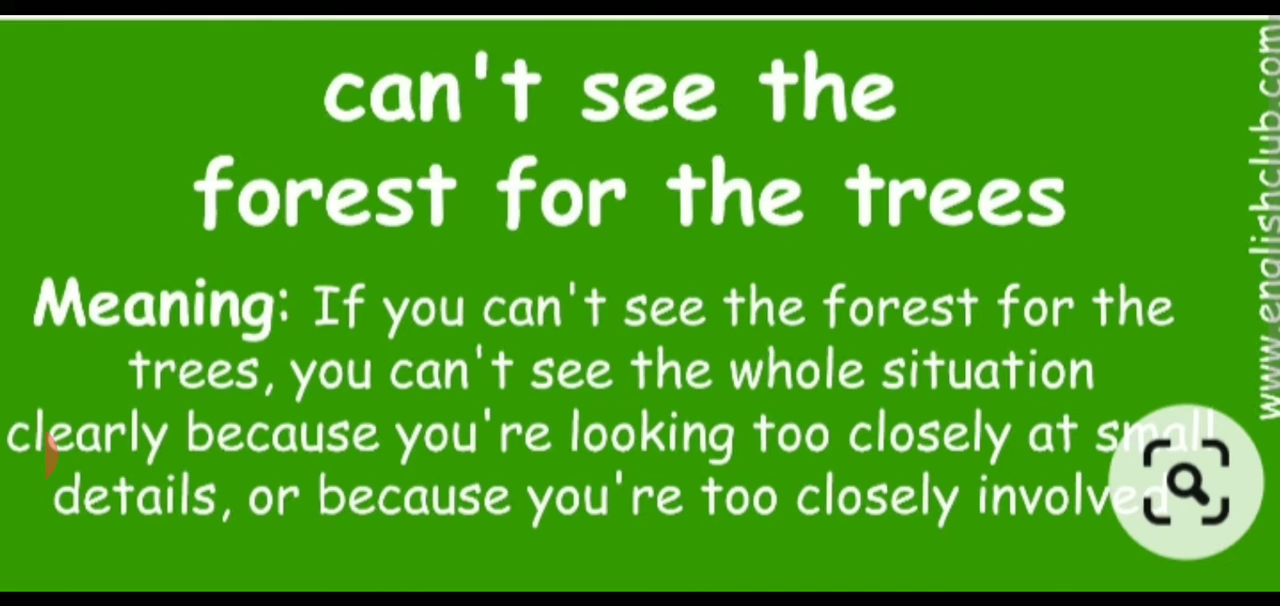 can't see the
forest for the trees
Meaning: If you can't see the forest for the
trees, you can't see the whole situation
clearly because you're looking too closely at small
details, or because you're too closely involved
www.englishclub.com